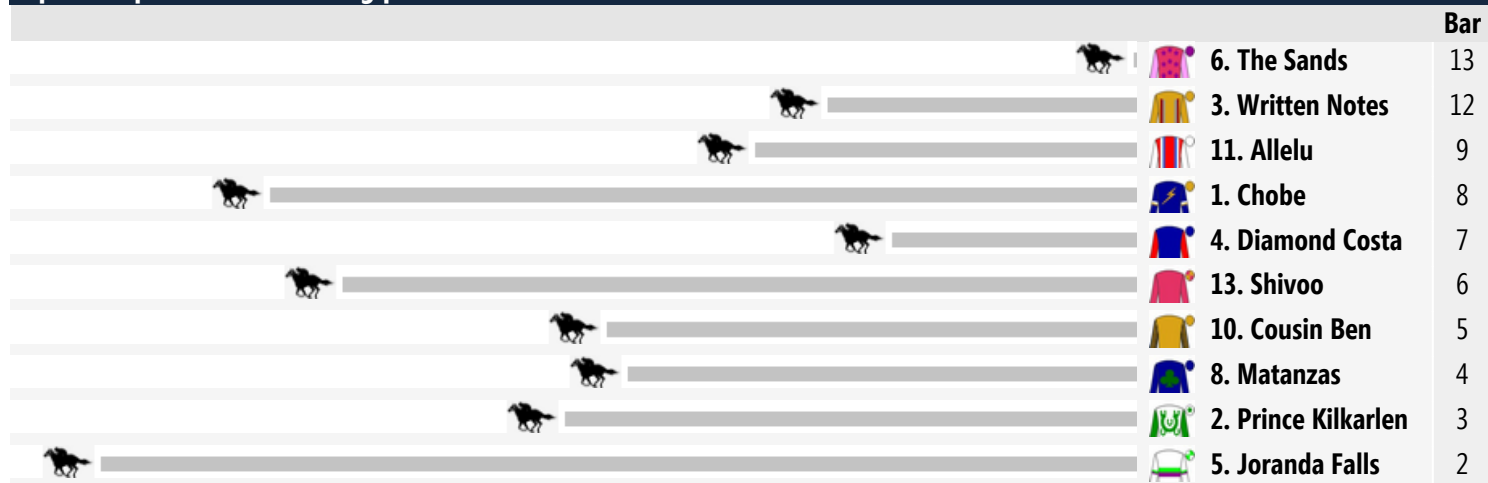 Bar
6. The Sands 13
3. Written Notes 12
11. Allelu 9
1. Chobe 8
4. Diamond Costa 7
13. Shivoo 6
10. Cousin Ben 5
8. Matanzas 4
2. Prince Kilkarlen 3
5. Joranda Falls 2